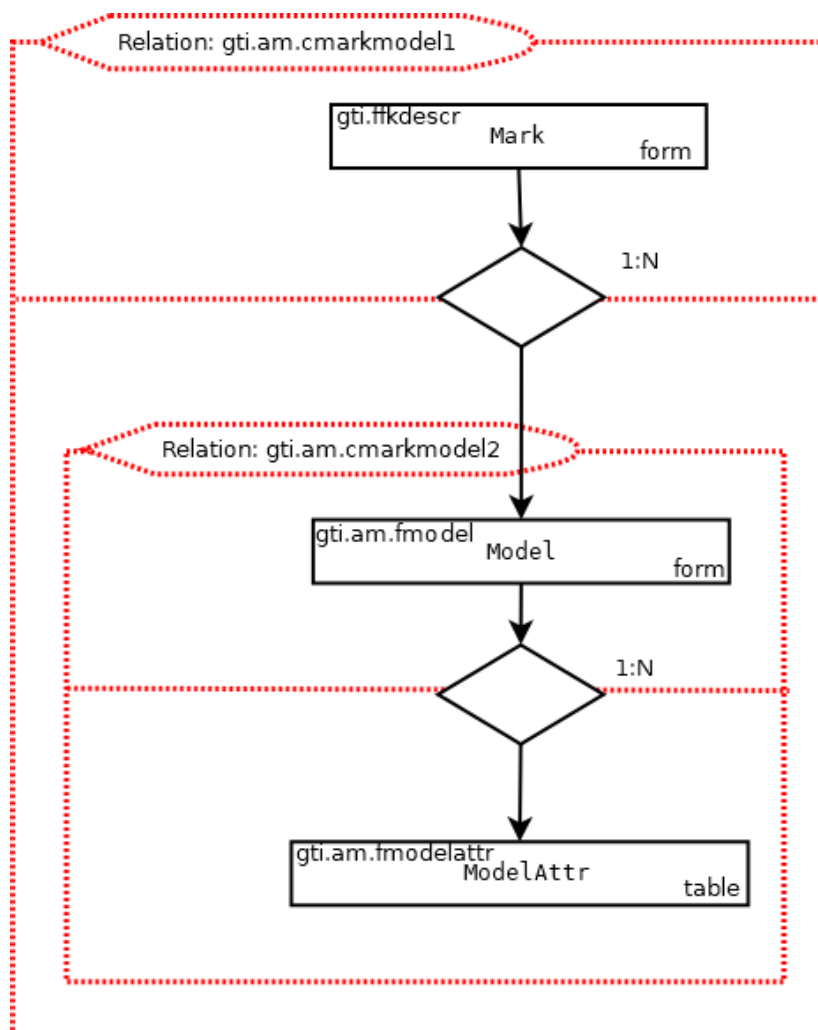 Relation: gti.am.cmarkmodel1
gti.ffkdescr
Mark
form
1:N
Relation: gti.am.cmarkmodel2
gti.am.fmodel
Model
form
1:N
gti.am.fmodelattr
ModelAttr
table